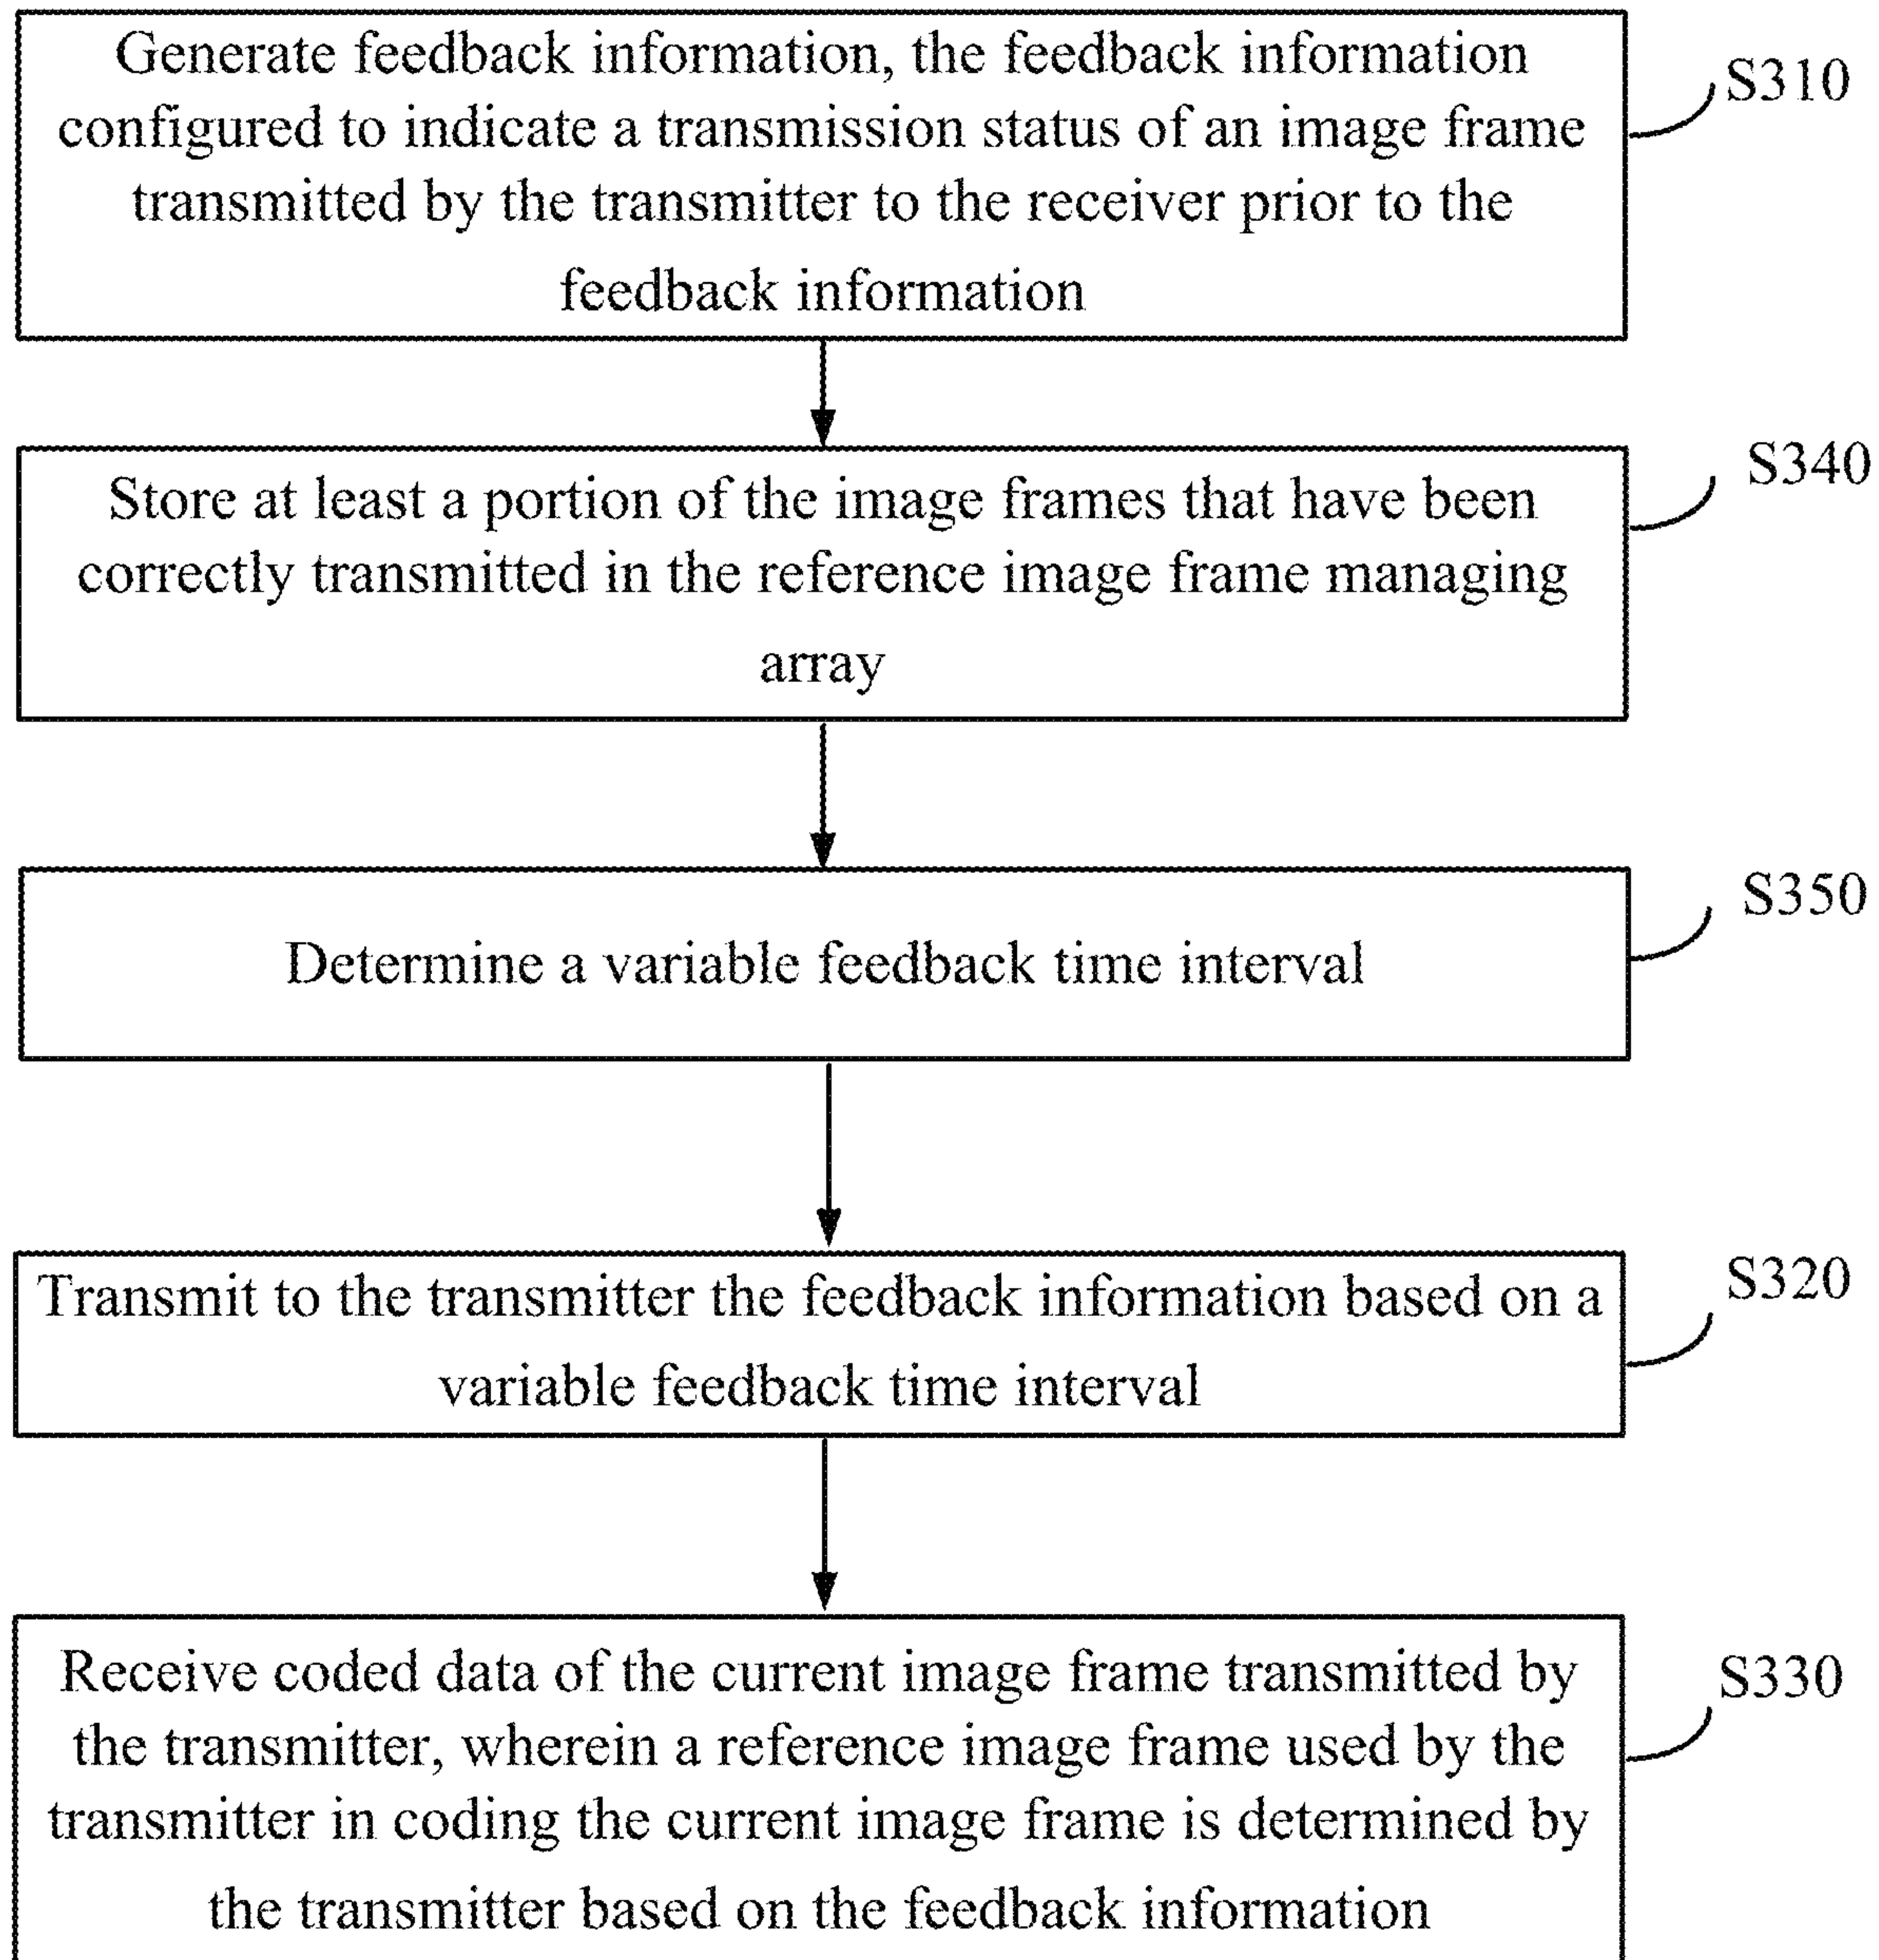 Generate feedback information, the feedback information
configured to indicate a transmission status of an image frame
transmitted by the transmitter to the receiver prior to the
feedback information
S310
Store at least a portion of the image frames that have been
correctly transmitted in the reference image frame managing
array
S340
Determine a variable feedback time interval
S350
Transmit to the transmitter the feedback information based on a
variable feedback time interval
S320
Receive coded data of the current image frame transmitted by
the transmitter, wherein a reference image frame used by the
transmitter in coding the current image frame is determined by
the transmitter based on the feedback information
S330